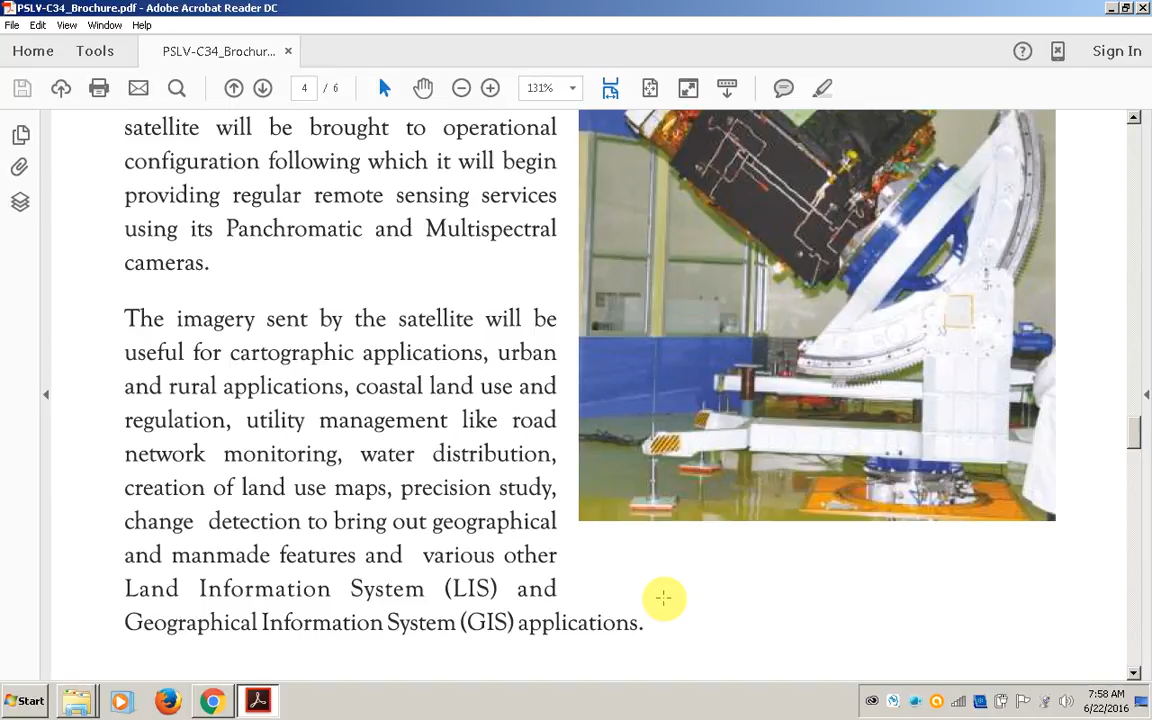 PSLV-C34_Brochure.pdf - Adobe Acrobat Reader DC
File Edit View Window Help
Home Tools PSLV-C34_Brochur... × Sign In
4 / 6 131%
satellite will be brought to operational
configuration following which it will begin
providing regular remote sensing services
using its Panchromatic and Multispectral
cameras.
The imagery sent by the satellite will be
useful for cartographic applications, urban
and rural applications, coastal land use and
regulation, utility management like road
network monitoring, water distribution,
creation of land use maps, precision study,
change detection to bring out geographical
and manmade features and various other
Land Information System (LIS) and
Geographical Information System (GIS) applications.
Start
7:58 AM
6/22/2016